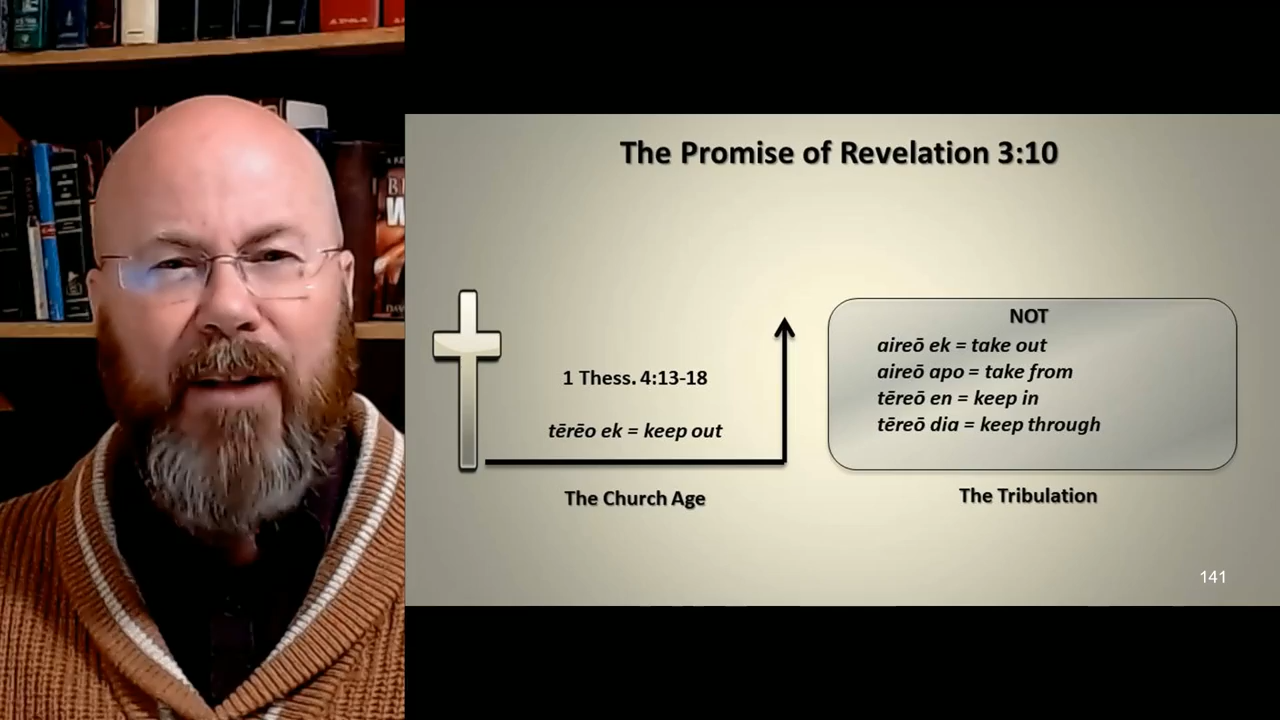 The Promise of Revelation 3:10
1 Thess. 4:13-18
tērēo ek = keep out
The Church Age
NOT
aireō ek = take out
aireō apo = take from
tēreō en = keep in
tēreō dia = keep through
The Tribulation
141